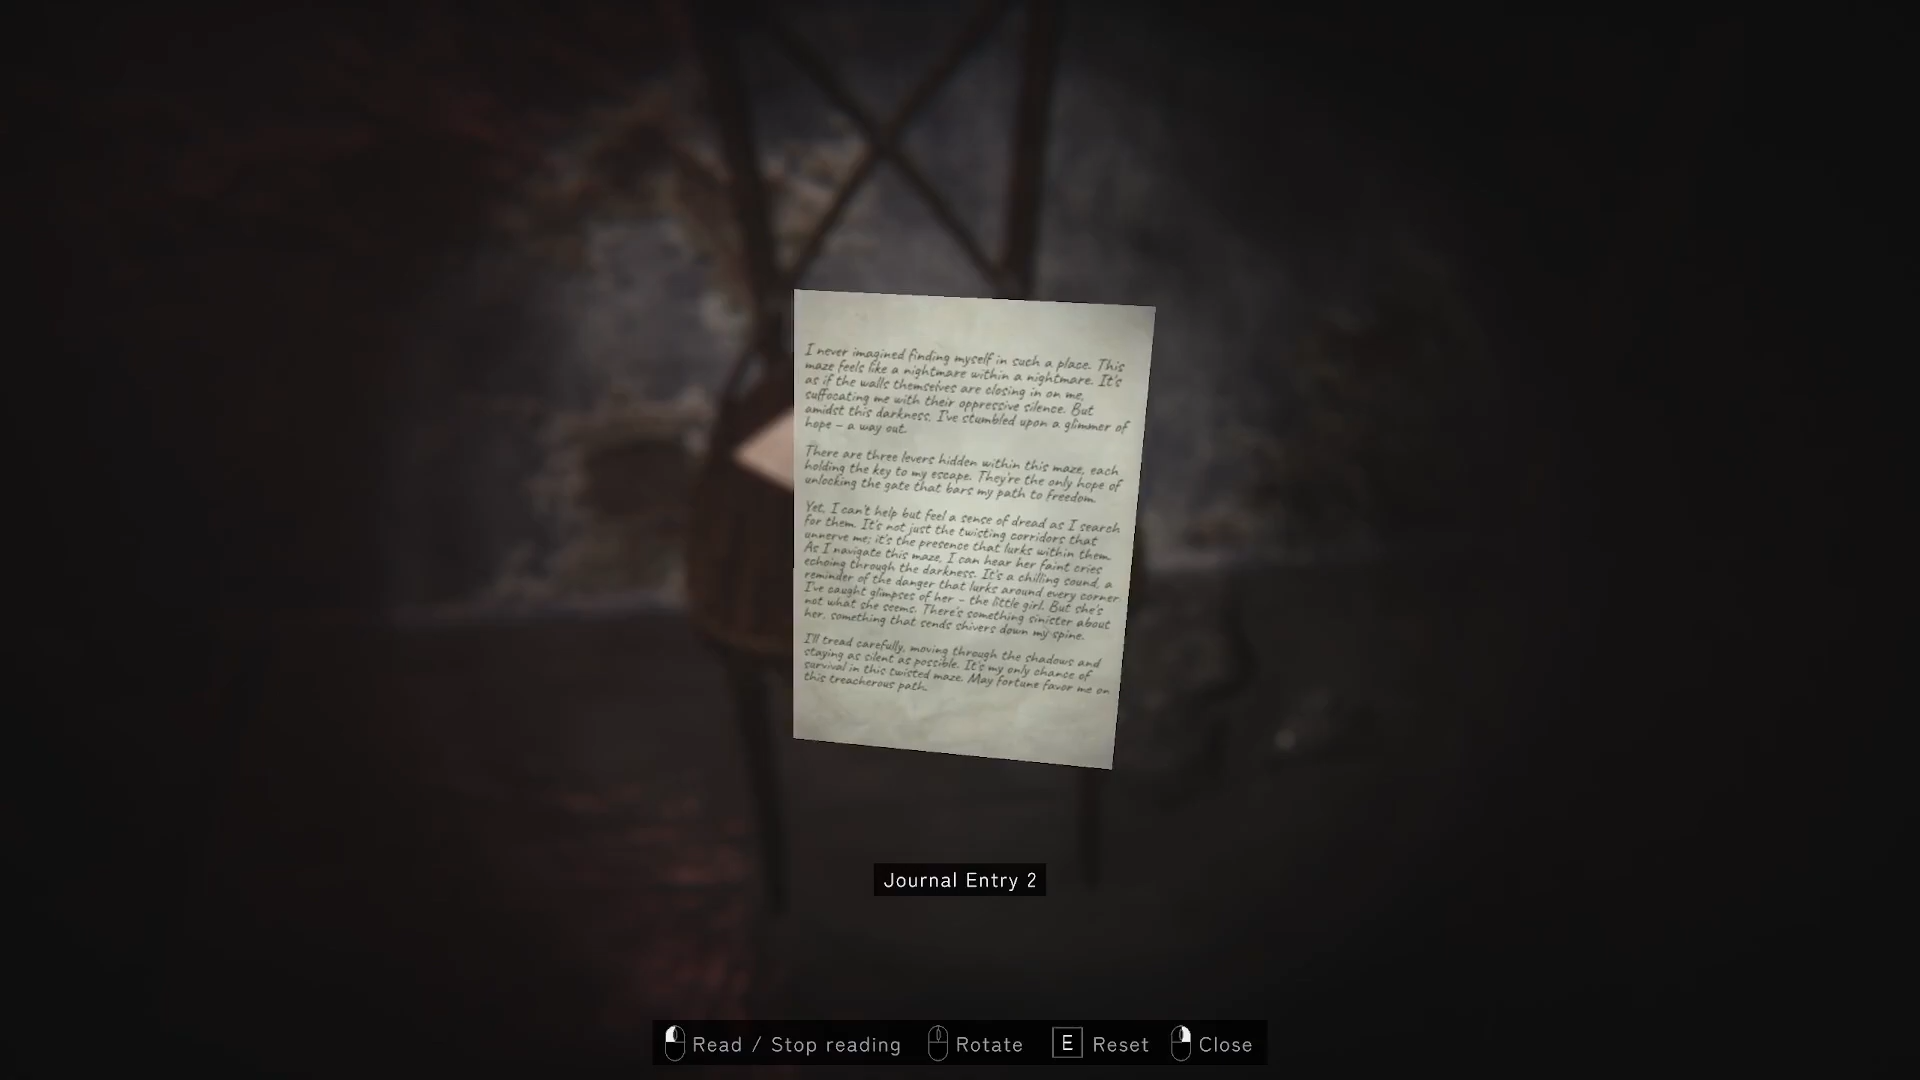 I never imagined finding myself in such a place. This
maze feels like a nightmare within a nightmare. It's
as if the walls themselves are closing in on me,
suffocating me with their oppressive silence. But
amidst this darkness, I've stumbled upon a glimmer of
hope – a way out.
There are three levers hidden within this maze, each
holding the key to my escape. They're the only hope of
unlocking the gate that bars my path to freedom.
Yet, I can't help but feel a sense of dread as I search
for them. It's not just the twisting corridors that
unnerve me; it's the presence that lurks within them.
As I navigate this maze, I can hear her faint cries
echoing through the darkness. It's a chilling sound, a
reminder of the danger that lurks around every corner.
I've caught glimpses of her – the little girl. But she's
not what she seems. There's something sinister about
her, something that sends shivers down my spine.
I'll tread carefully, moving through the shadows and
staying as silent as possible. It's my only chance of
survival in this twisted maze. May fortune favor me on
this treacherous path.
Journal Entry 2
Read / Stop reading Rotate E Reset Close